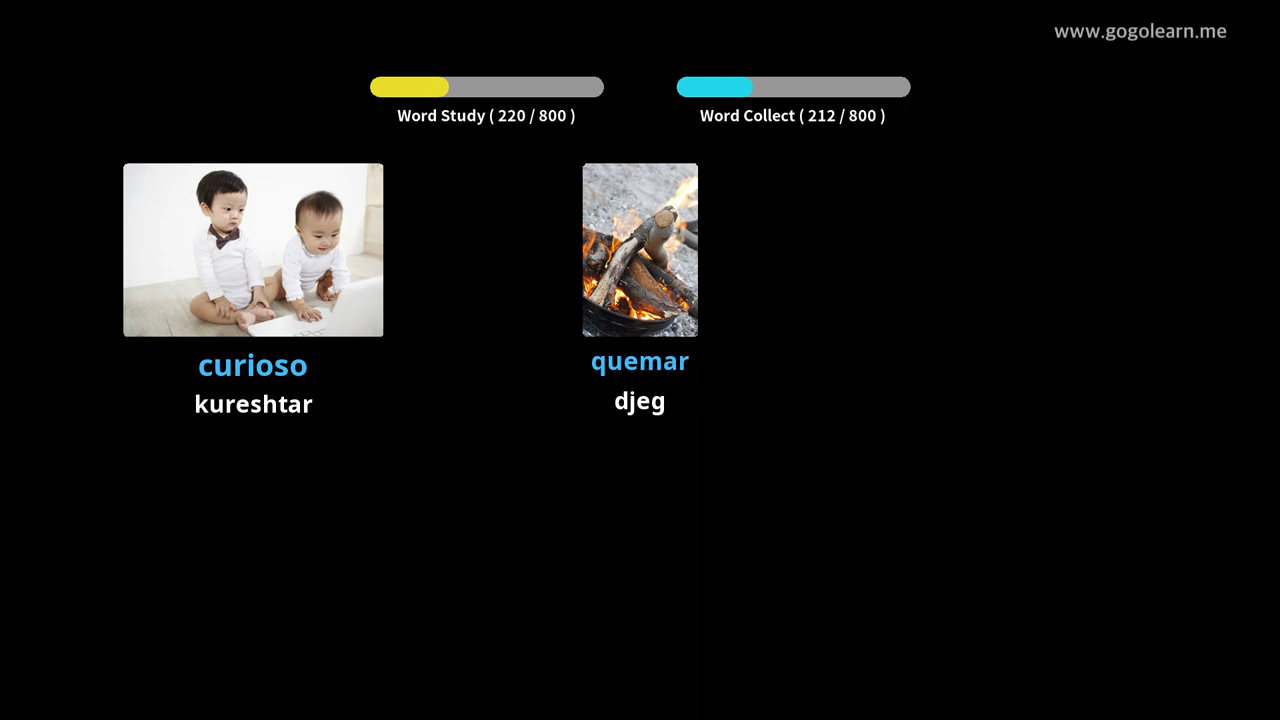 www.gogolearn.me
Word Study ( 220 / 800 )
Word Collect ( 212 / 800 )
curioso
kureshtar
quemar
djeg